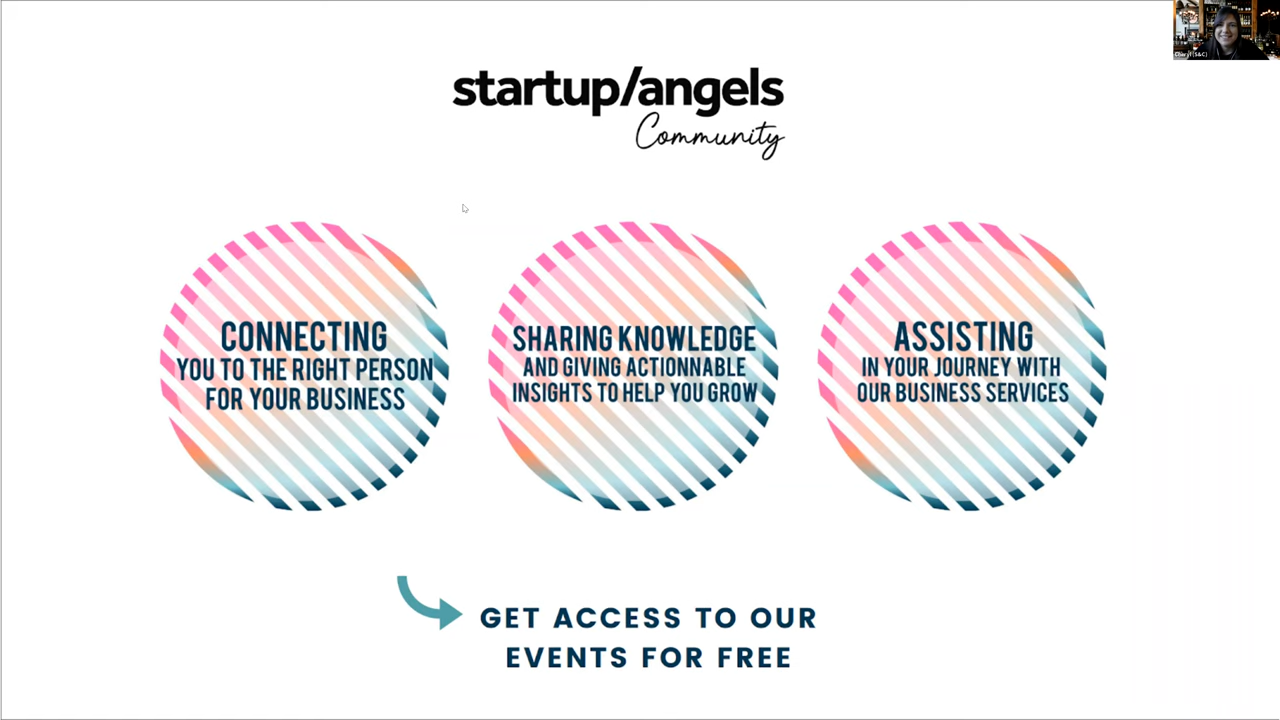 startup/angels
Community
CONNECTING
YOU TO THE RIGHT PERSON
FOR YOUR BUSINESS
SHARING KNOWLEDGE
AND GIVING ACTIONNABLE
INSIGHTS TO HELP YOU GROW
ASSISTING
IN YOUR JOURNEY WITH
OUR BUSINESS SERVICES
GET ACCESS TO OUR
EVENTS FOR FREE
Cheryl (S&C)